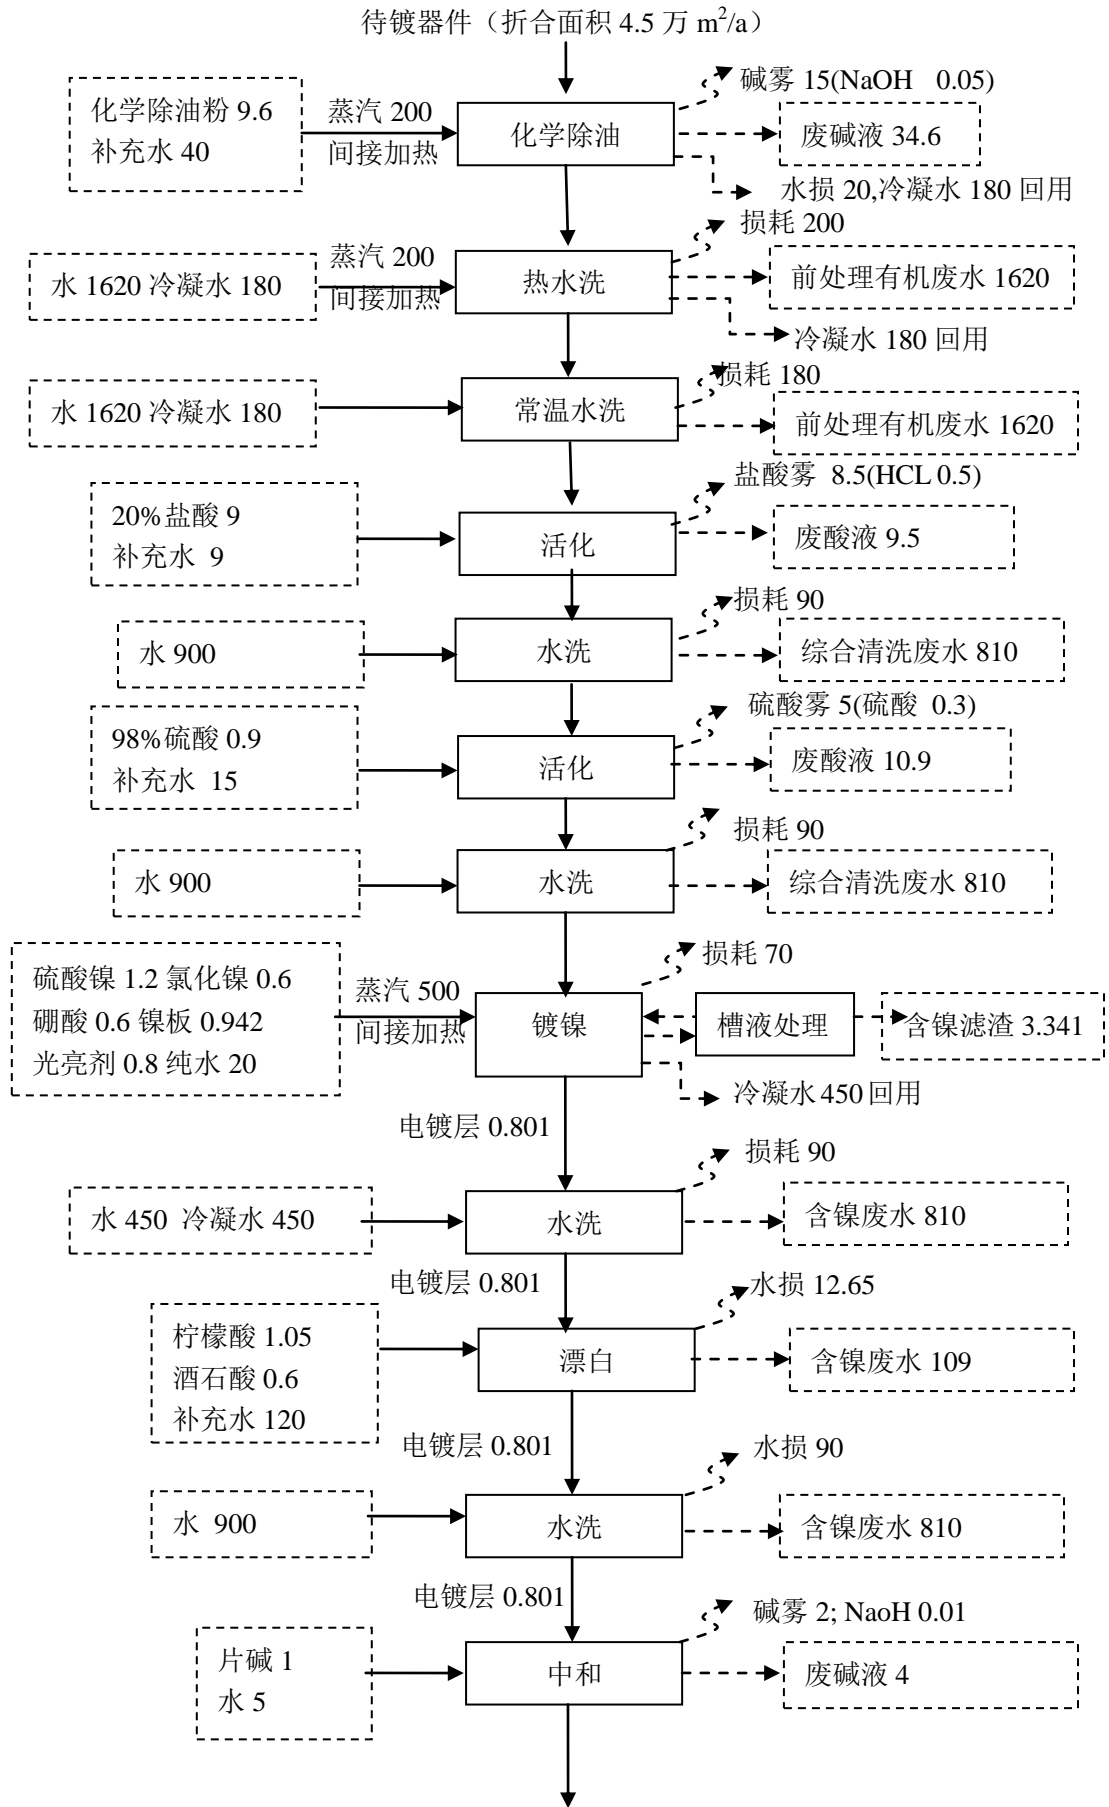 待镀器件（折合面积 4.5 万 m²/a）
碱雾 15(NaOH 0.05)
化学除油粉 9.6
补充水 40
蒸汽 200
间接加热
化学除油
废碱液 34.6
水损 20,冷凝水 180 回用
损耗 200
水 1620 冷凝水 180
蒸汽 200
间接加热
热水洗
前处理有机废水 1620
冷凝水 180 回用
损耗 180
水 1620 冷凝水 180
常温水洗
前处理有机废水 1620
盐酸雾 8.5(HCL 0.5)
20%盐酸 9
补充水 9
活化
废酸液 9.5
损耗 90
水 900
水洗
综合清洗废水 810
硫酸雾 5(硫酸 0.3)
98%硫酸 0.9
补充水 15
活化
废酸液 10.9
损耗 90
水 900
水洗
综合清洗废水 810
损耗 70
硫酸镍 1.2 氯化镍 0.6
硼酸 0.6 镍板 0.942
光亮剂 0.8 纯水 20
蒸汽 500
间接加热
镀镍
槽液处理
含镍滤渣 3.341
冷凝水 450 回用
电镀层 0.801
损耗 90
水 450 冷凝水 450
水洗
含镍废水 810
电镀层 0.801
水损 12.65
柠檬酸 1.05
酒石酸 0.6
补充水 120
漂白
含镍废水 109
电镀层 0.801
水损 90
水 900
水洗
含镍废水 810
电镀层 0.801
碱雾 2; NaoH 0.01
片碱 1
水 5
中和
废碱液 4